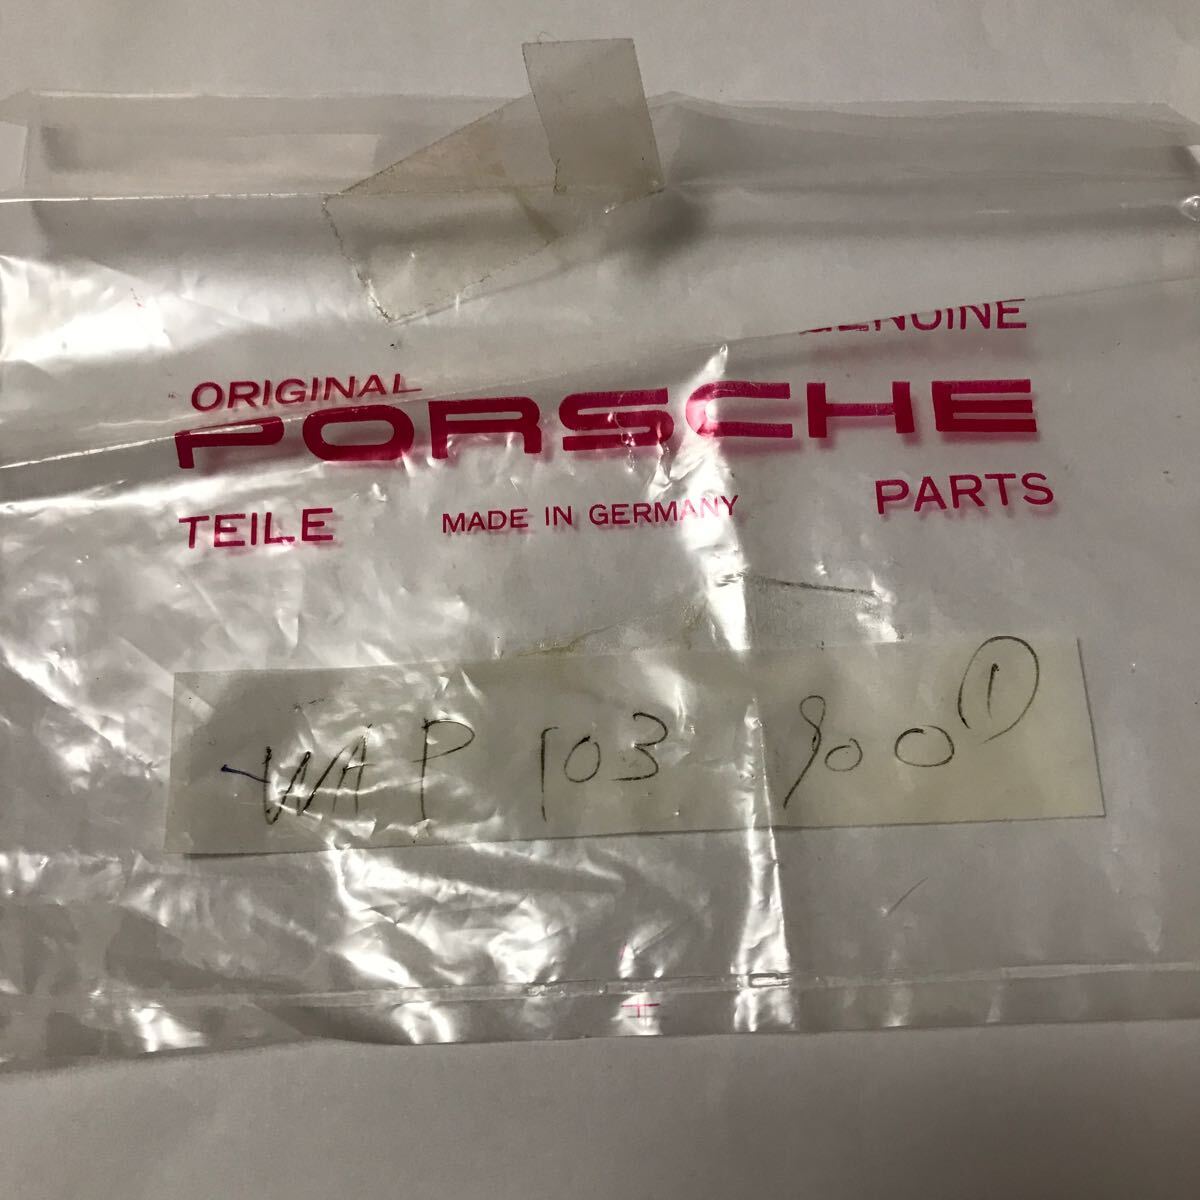 GENUINE
ORIGINAL
PORSCHE
TEILE MADE IN GERMANY PARTS
WAP 103 900 ①